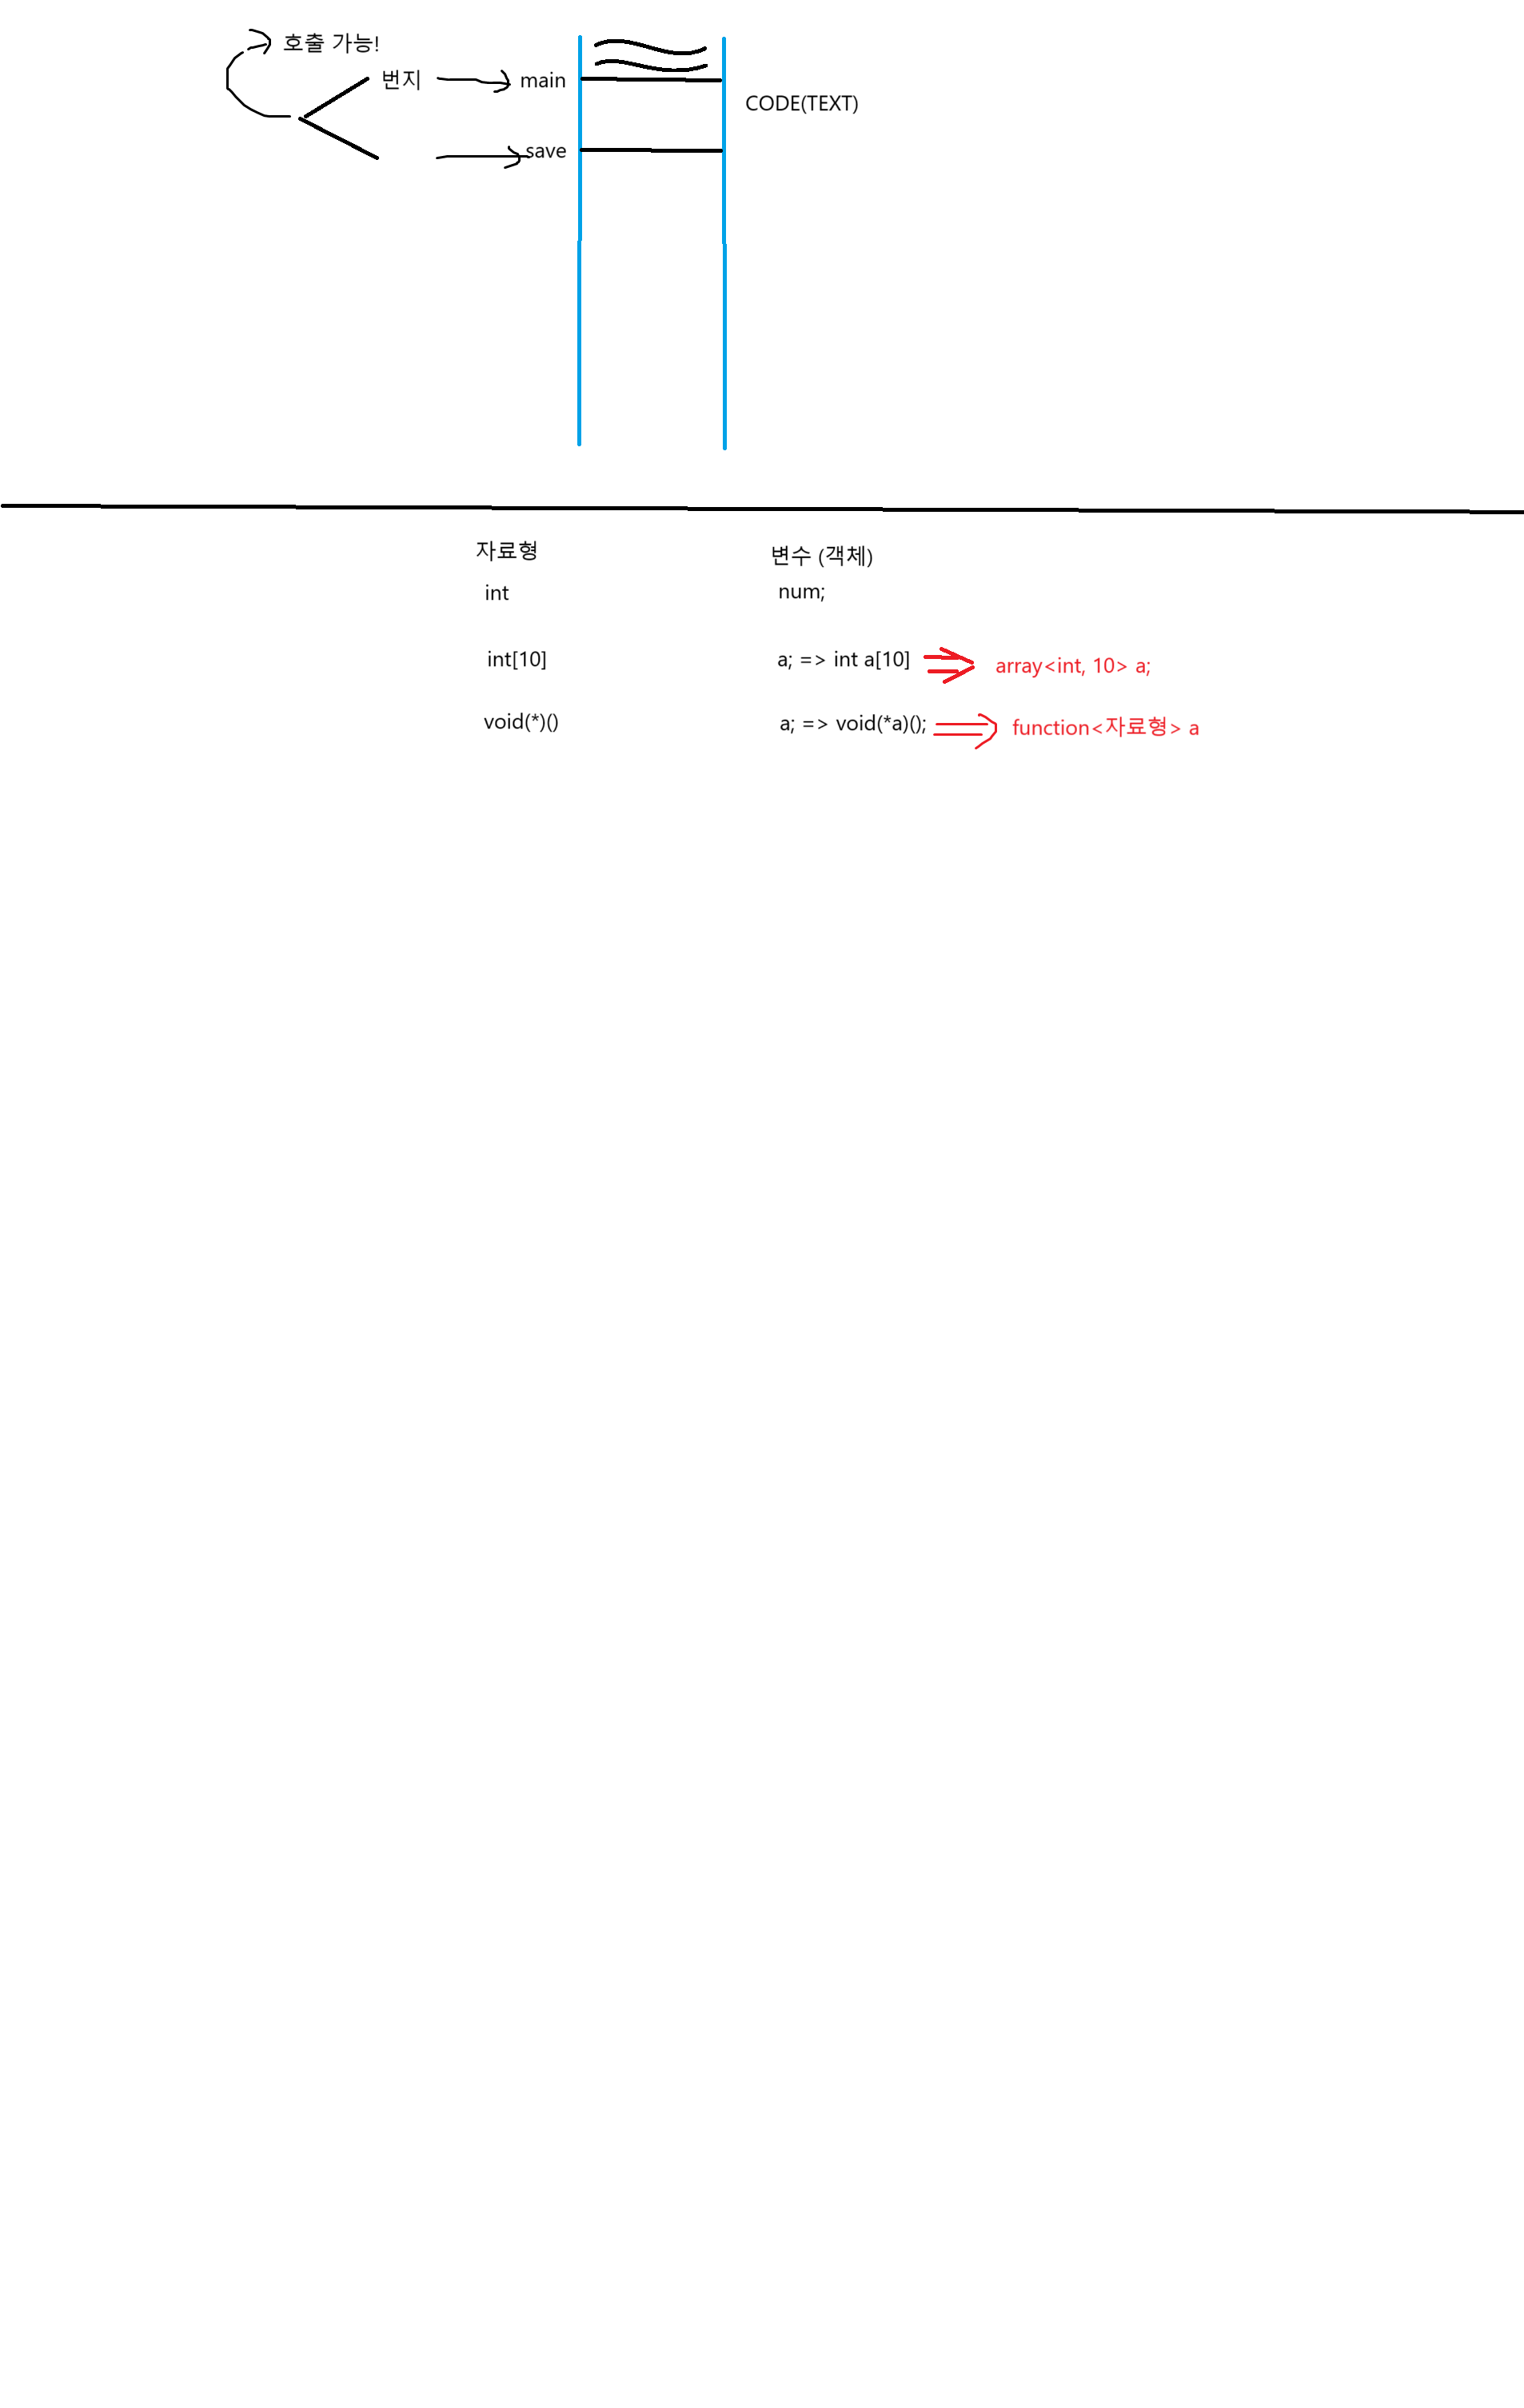 호출 가능!
번지 main
CODE(TEXT)
save
자료형 변수 (객체)
int num;
int[10] a; => int a[10] array<int, 10> a;
void(*)() a; => void(*a)(); function<자료형> a